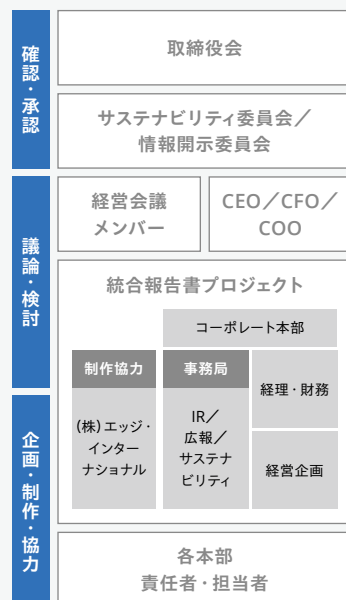 確認・承認
取締役会
サステナビリティ委員会／
情報開示委員会
議論・検討
経営会議
メンバー
CEO／CFO／
COO
統合報告書プロジェクト
コーポレート本部
制作協力
(株)エッジ・
インター
ナショナル
事務局
IR／
広報／
サステナ
ビリティ
経理・財務
経営企画
企画・制作・協力
各本部
責任者・担当者